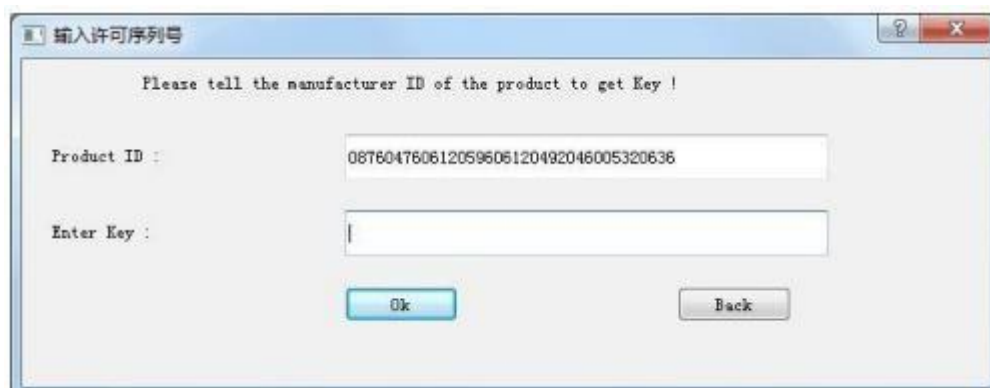 输入许可序列号
Please tell the manufacturer ID of the product to get Key !
Product ID :
087604760612059606120492046005320636
Enter Key :
Ok
Back